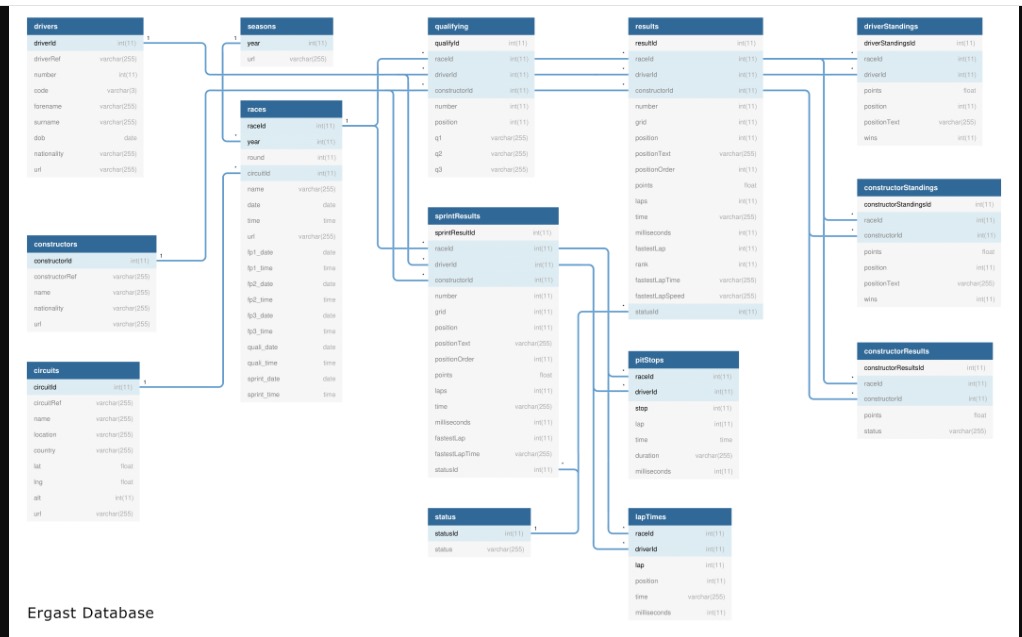 drivers
driverId int(11)
driverRef varchar(255)
number int(11)
code varchar(3)
forename varchar(255)
surname varchar(255)
dob date
nationality varchar(255)
url varchar(255)
constructors
constructorId int(11)
constructorRef varchar(255)
name varchar(255)
nationality varchar(255)
url varchar(255)
circuits
circuitId int(11)
circuitRef varchar(255)
name varchar(255)
location varchar(255)
country varchar(255)
lat float
lng float
alt int(11)
url varchar(255)
seasons
year int(11)
url varchar(255)
races
raceId int(11)
year int(11)
round int(11)
circuitId int(11)
name varchar(255)
date date
time time
url varchar(255)
fp1_date date
fp1_time time
fp2_date date
fp2_time time
fp3_date date
fp3_time time
quali_date date
quali_time time
sprint_date date
sprint_time time
qualifying
qualifyId int(11)
raceId int(11)
driverId int(11)
constructorId int(11)
number int(11)
position int(11)
q1 varchar(255)
q2 varchar(255)
q3 varchar(255)
sprintResults
sprintResultId int(11)
raceId int(11)
driverId int(11)
constructorId int(11)
number int(11)
grid int(11)
position int(11)
positionText varchar(255)
positionOrder int(11)
points float
laps int(11)
time varchar(255)
milliseconds int(11)
fastestLap int(11)
fastestLapTime varchar(255)
statusId int(11)
status
statusId int(11)
status varchar(255)
results
resultId int(11)
raceId int(11)
driverId int(11)
constructorId int(11)
number int(11)
grid int(11)
position int(11)
positionText varchar(255)
positionOrder int(11)
points float
laps int(11)
time varchar(255)
milliseconds int(11)
fastestLap int(11)
rank int(11)
fastestLapTime varchar(255)
fastestLapSpeed varchar(255)
statusId int(11)
pitStops
raceId int(11)
driverId int(11)
stop int(11)
lap int(11)
time time
duration varchar(255)
milliseconds int(11)
lapTimes
raceId int(11)
driverId int(11)
lap int(11)
position int(11)
time varchar(255)
milliseconds int(11)
driverStandings
driverStandingsId int(11)
raceId int(11)
driverId int(11)
points float
position int(11)
positionText varchar(255)
wins int(11)
constructorStandings
constructorStandingsId int(11)
raceId int(11)
constructorId int(11)
points float
position int(11)
positionText varchar(255)
wins int(11)
constructorResults
constructorResultsId int(11)
raceId int(11)
constructorId int(11)
points float
status varchar(255)
1
1
1
1
1
1
Ergast Database